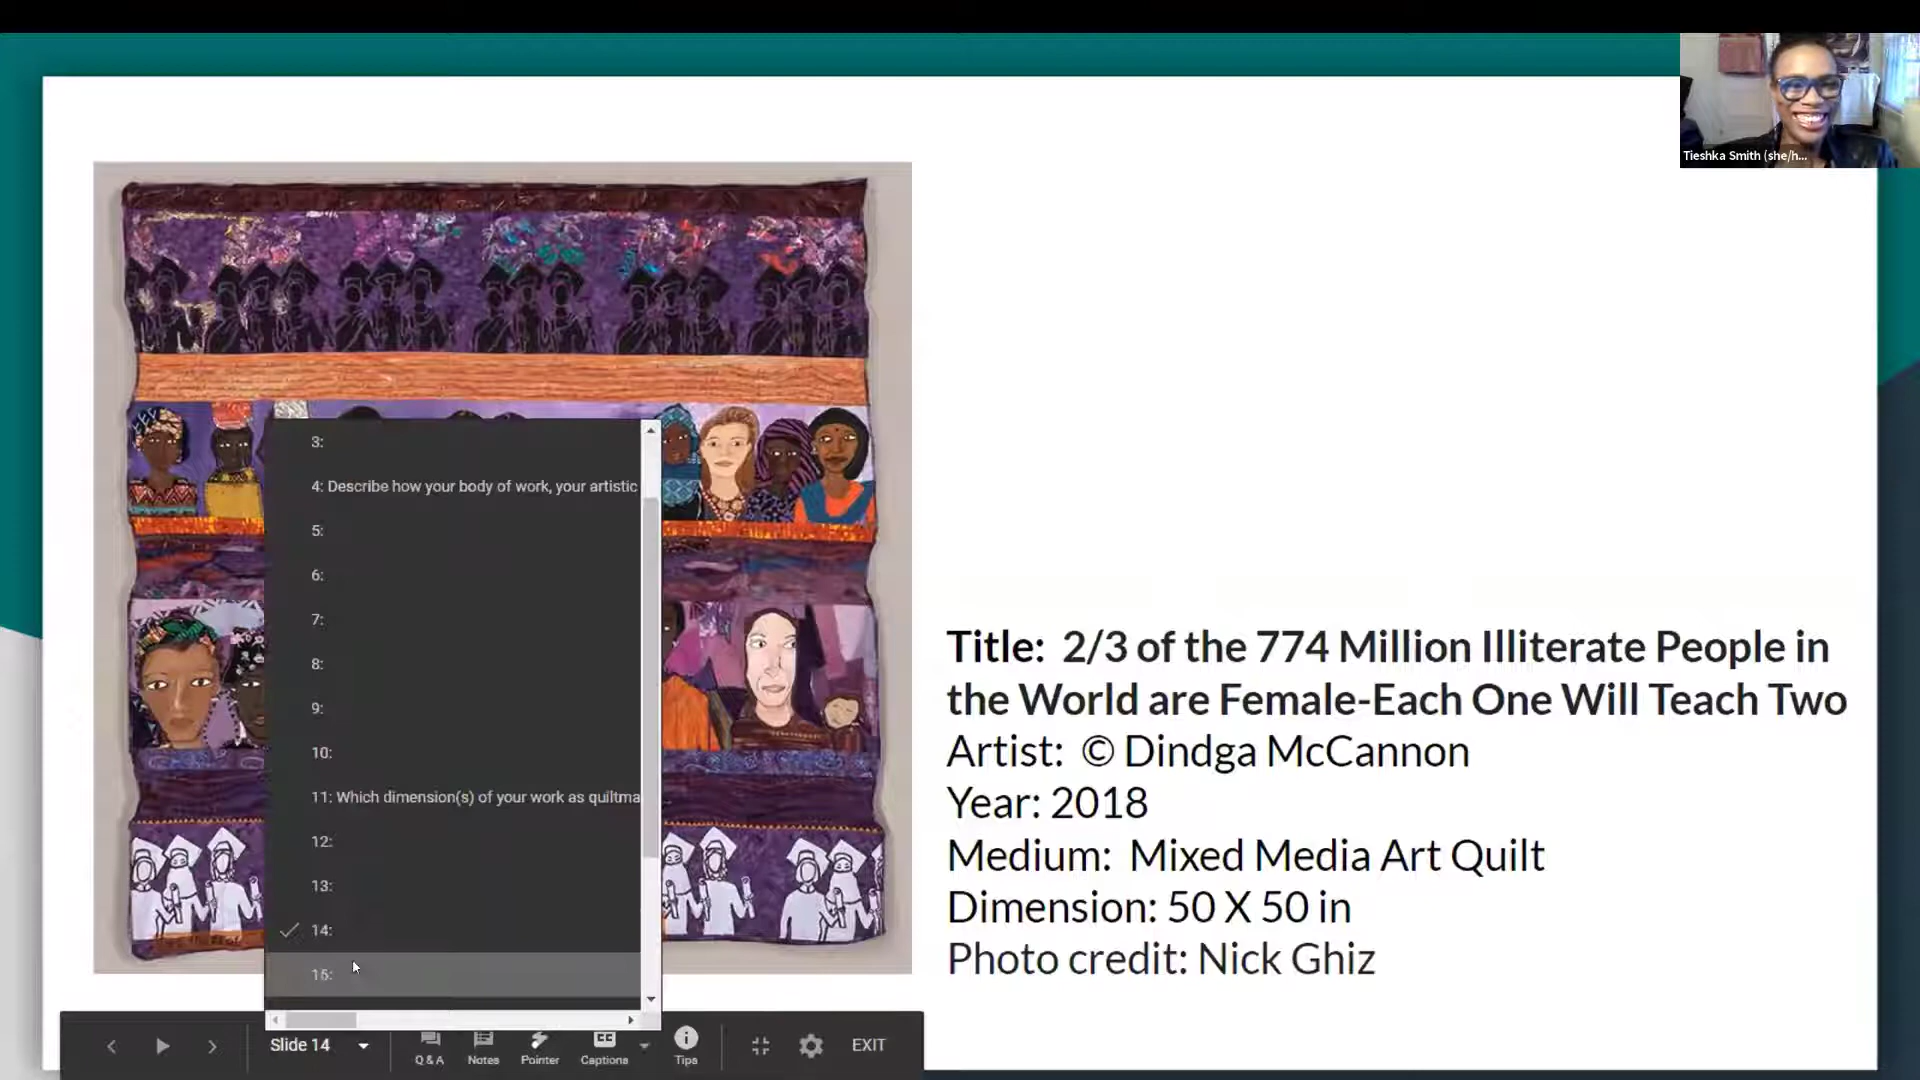 Tieshka Smith (she/h...
3:
4: Describe how your body of work, your artistic
5:
6:
7:
8:
9:
10:
11: Which dimension(s) of your work as quiltma
12:
13:
14:
15:
Title: 2/3 of the 774 Million Illiterate People in
the World are Female-Each One Will Teach Two
Artist: © Dindga McCannon
Year: 2018
Medium: Mixed Media Art Quilt
Dimension: 50 X 50 in
Photo credit: Nick Ghiz
Slide 14
Q & A
Notes
Pointer
Captions
Tips
EXIT